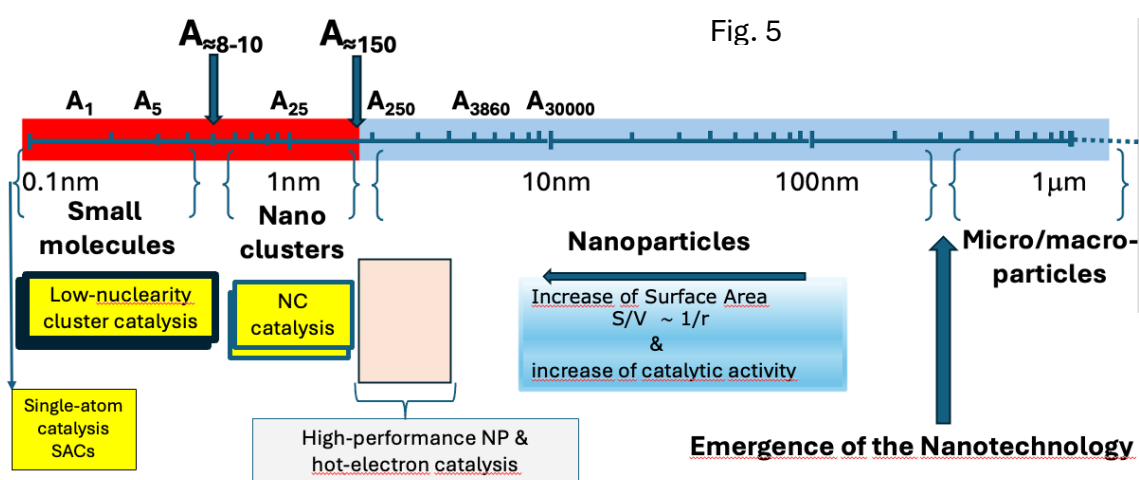 Fig. 5
A≈8-10
A≈150
A1
A5
A25
A250
A3860
A30000
0.1nm
1nm
10nm
100nm
1μm
Small
molecules
Nano
clusters
Nanoparticles
Micro/macro-
particles
Low-nuclearity
cluster catalysis
NC
catalysis
Increase of Surface Area
S/V ~ 1/r
&
increase of catalytic activity
Single-atom
catalysis
SACs
High-performance NP &
hot-electron catalysis
Emergence of the Nanotechnology